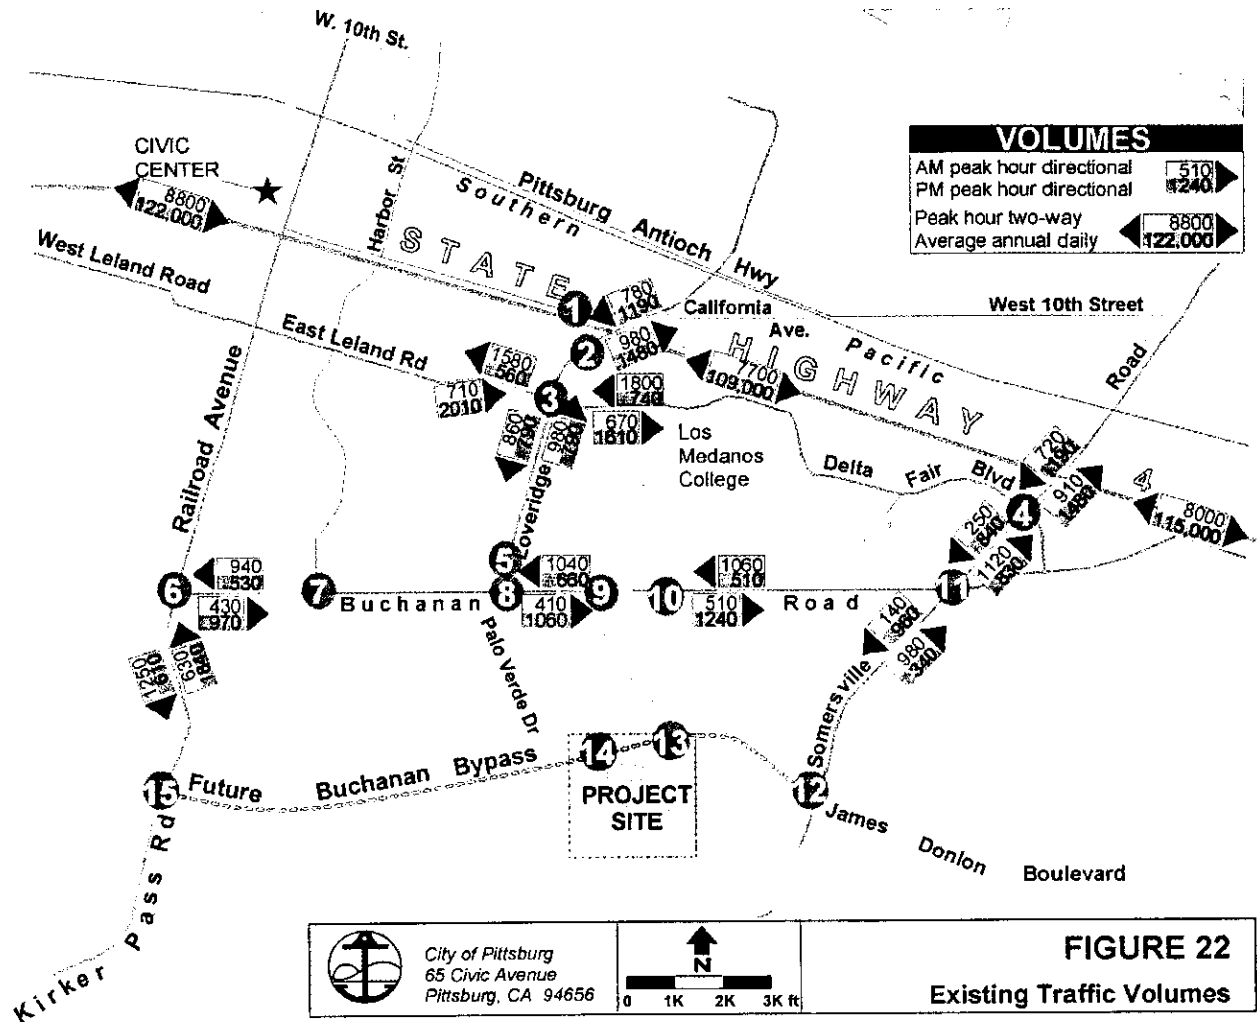 W. 10th St.
CIVIC
CENTER
Harbor St
8800
122,000
West Leland Road
Southern
Pittsburg Antioch Hwy
VOLUMES
AM peak hour directional
PM peak hour directional
510
1240
Peak hour two-way
Average annual daily
8800
122,000
STATE
1
780
1190
California
Ave.
West 10th Street
East Leland Rd
2
980
1480
HIGHWAY
Pacific
Road
1580
560
7700
109,000
Railroad Avenue
710
2010
3
1800
740
670
1610
860
790
980
790
Los
Medanos
College
Delta Fair Blvd
720
910
1480
4
4
8000
115,000
Loveridge
250
840
1120
5
6
940
530
430
970
7
Buchanan
8
1040
660
410
1060
9
10
1060
510
510
1240
Road
11
140
960
980
340
1250
610
630
1840
Palo Verde Dr
Somersville
14
13
15
Future Buchanan Bypass
PROJECT
SITE
12
James Donlon
Boulevard
Kirker Pass Rd
City of Pittsburg
65 Civic Avenue
Pittsburg, CA 94656
N
0 1K 2K 3K ft
FIGURE 22
Existing Traffic Volumes